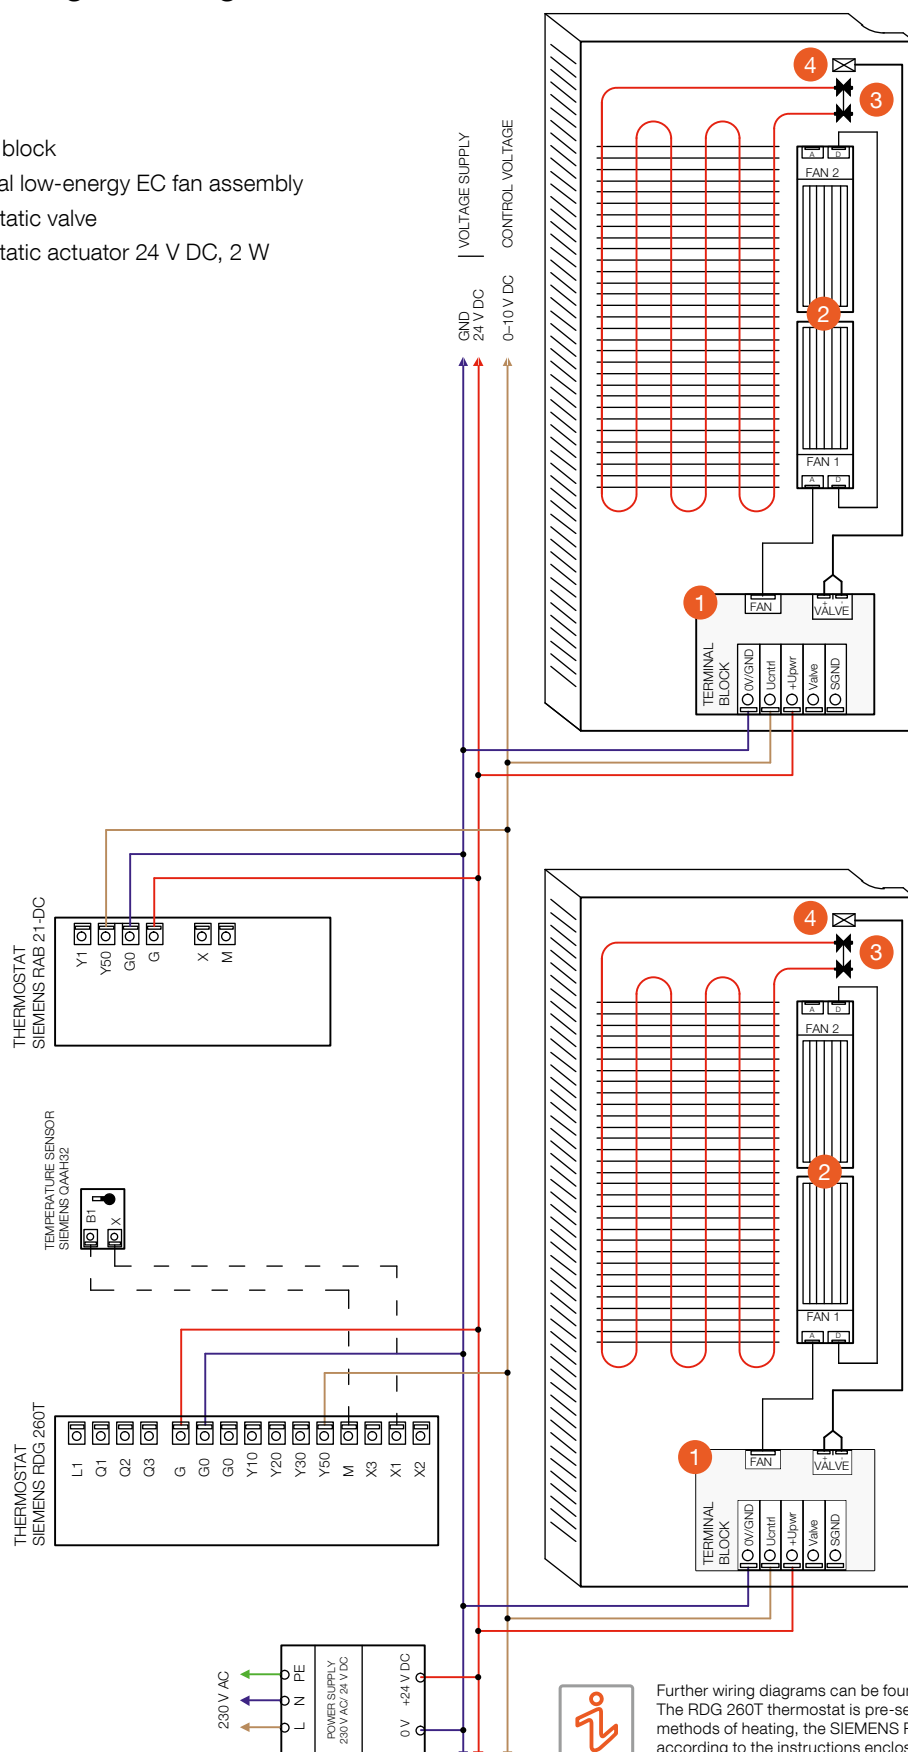 block
al low-energy EC fan assembly
tatic valve
tatic actuator 24 V DC, 2 W
VOLTAGE SUPPLY
CONTROL VOLTAGE
GND
24 V DC
0–10 V DC
4
3
A D
FAN 2
2
FAN 1
A D
1
FAN
+ -
VALVE
TERMINAL
BLOCK
0V/GND
Ucntrl
+Upwr
Valve
SGND
THERMOSTAT
SIEMENS RAB 21-DC
Y1
Y50
G0
G
X
M
4
3
A D
FAN 2
2
FAN 1
A D
TEMPERATURE SENSOR
SIEMENS QAAH32
B1
X
THERMOSTAT
SIEMENS RDG 260T
L1
Q1
Q2
Q3
G
G0
G0
Y10
Y20
Y30
Y50
M
X3
X1
X2
1
FAN
+ -
VALVE
TERMINAL
BLOCK
0V/GND
Ucntrl
+Upwr
Valve
SGND
230 V AC
PE
N
L
POWER SUPPLY
230 V AC/ 24 V DC
+24 V DC
0 V
Further wiring diagrams can be four
The RDG 260T thermostat is pre-se
methods of heating, the SIEMENS F
according to the instructions enclos